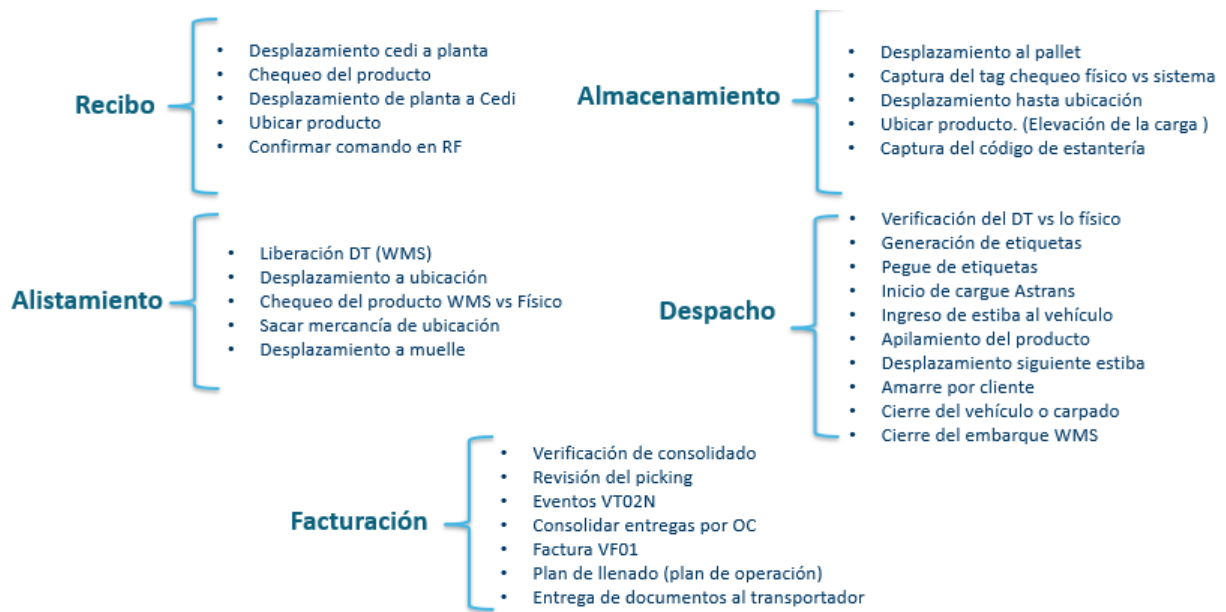 Recibo
• Desplazamiento cedi a planta
• Chequeo del producto
• Desplazamiento de planta a Cedi
• Ubicar producto
• Confirmar comando en RF
Almacenamiento
• Desplazamiento al pallet
• Captura del tag chequeo físico vs sistema
• Desplazamiento hasta ubicación
• Ubicar producto. (Elevación de la carga )
• Captura del código de estantería
Alistamiento
• Liberación DT (WMS)
• Desplazamiento a ubicación
• Chequeo del producto WMS vs Físico
• Sacar mercancía de ubicación
• Desplazamiento a muelle
Despacho
• Verificación del DT vs lo físico
• Generación de etiquetas
• Pegue de etiquetas
• Inicio de cargue Astrans
• Ingreso de estiba al vehículo
• Apilamiento del producto
• Desplazamiento siguiente estiba
• Amarre por cliente
• Cierre del vehículo o carpado
• Cierre del embarque WMS
Facturación
• Verificación de consolidado
• Revisión del picking
• Eventos VT02N
• Consolidar entregas por OC
• Factura VF01
• Plan de llenado (plan de operación)
• Entrega de documentos al transportador